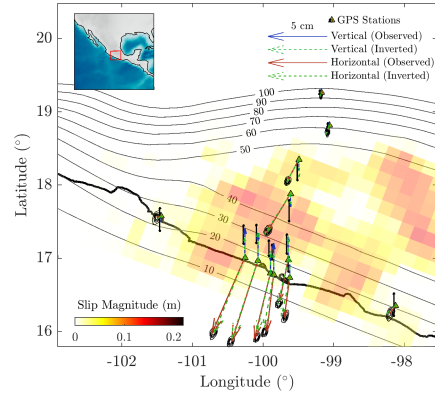 20
19
18
17
16
Latitude (°)
-102
-101
-100
-99
-98
Longitude (°)
5 cm
GPS Stations
Vertical (Observed)
Vertical (Inverted)
Horizontal (Observed)
Horizontal (Inverted)
100
90
80
70
60
50
40
40
30
20
10
10
Slip Magnitude (m)
0
0.1
0.2